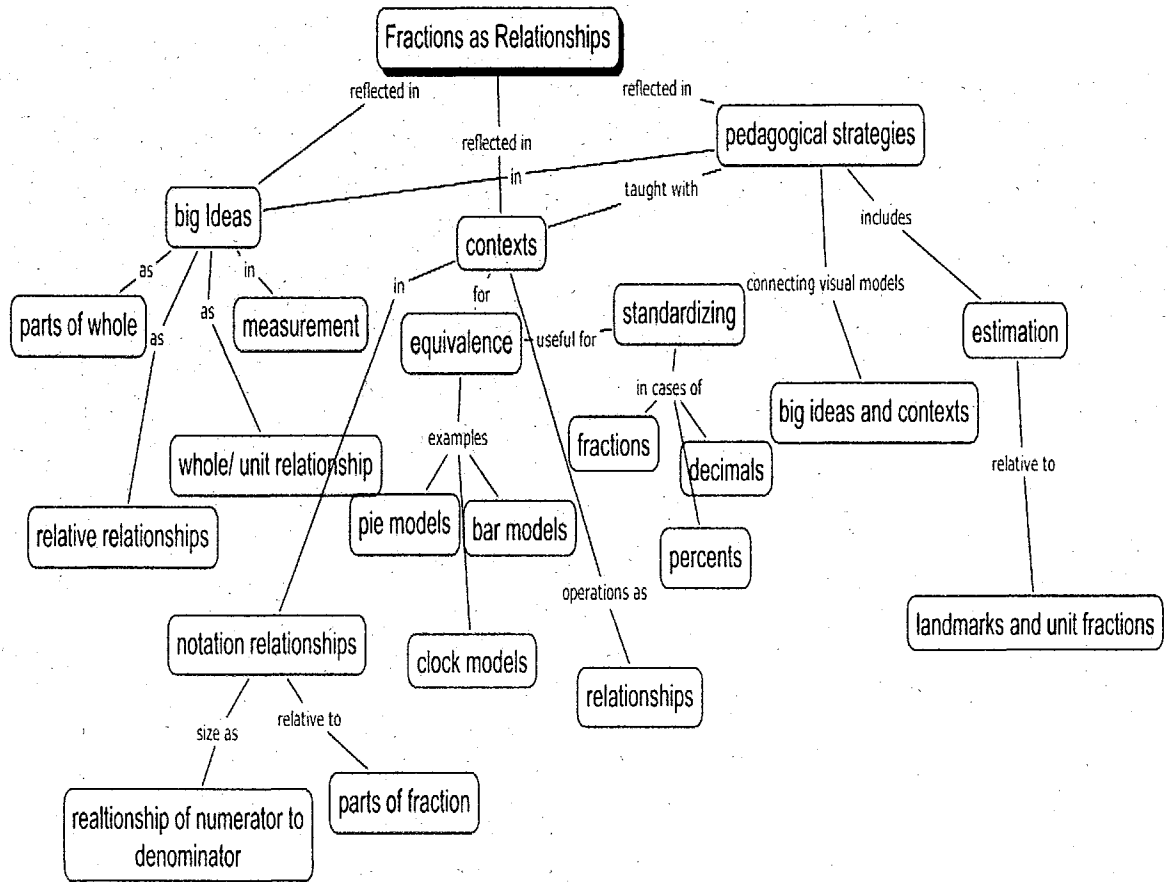 Fractions as Relationships
reflected in
reflected in
reflected in
pedagogical strategies
in
taught with
big Ideas
contexts
includes
as
in
in
for
connecting visual models
parts of whole
as
as
measurement
equivalence
useful for
standardizing
estimation
in cases of
big ideas and contexts
examples
fractions
decimals
whole/ unit relationship
relative to
relative relationships
pie models
bar models
percents
operations as
notation relationships
clock models
landmarks and unit fractions
relationships
size as
relative to
parts of fraction
realtionship of numerator to
denominator